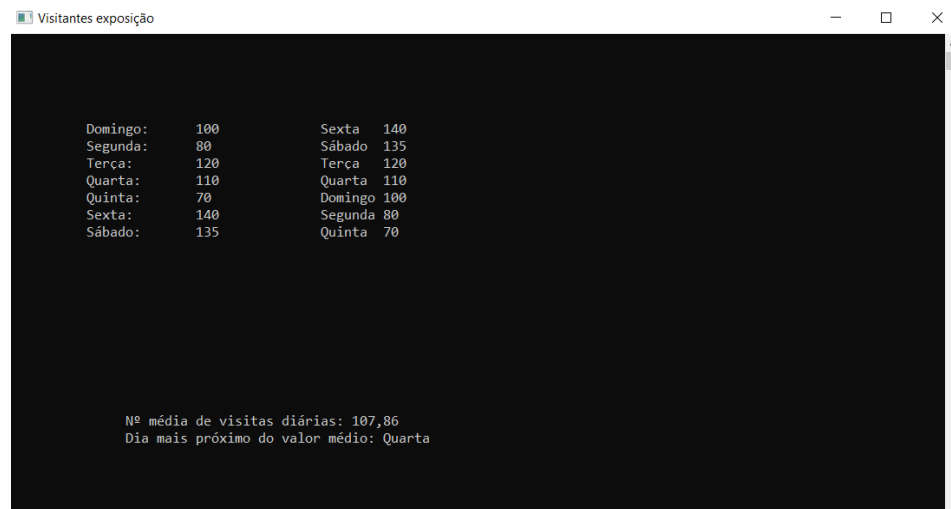 Visitantes exposição
Domingo: 100 Sexta 140
Segunda: 80 Sábado 135
Terça: 120 Terça 120
Quarta: 110 Quarta 110
Quinta: 70 Domingo 100
Sexta: 140 Segunda 80
Sábado: 135 Quinta 70
Nº média de visitas diárias: 107,86
Dia mais próximo do valor médio: Quarta